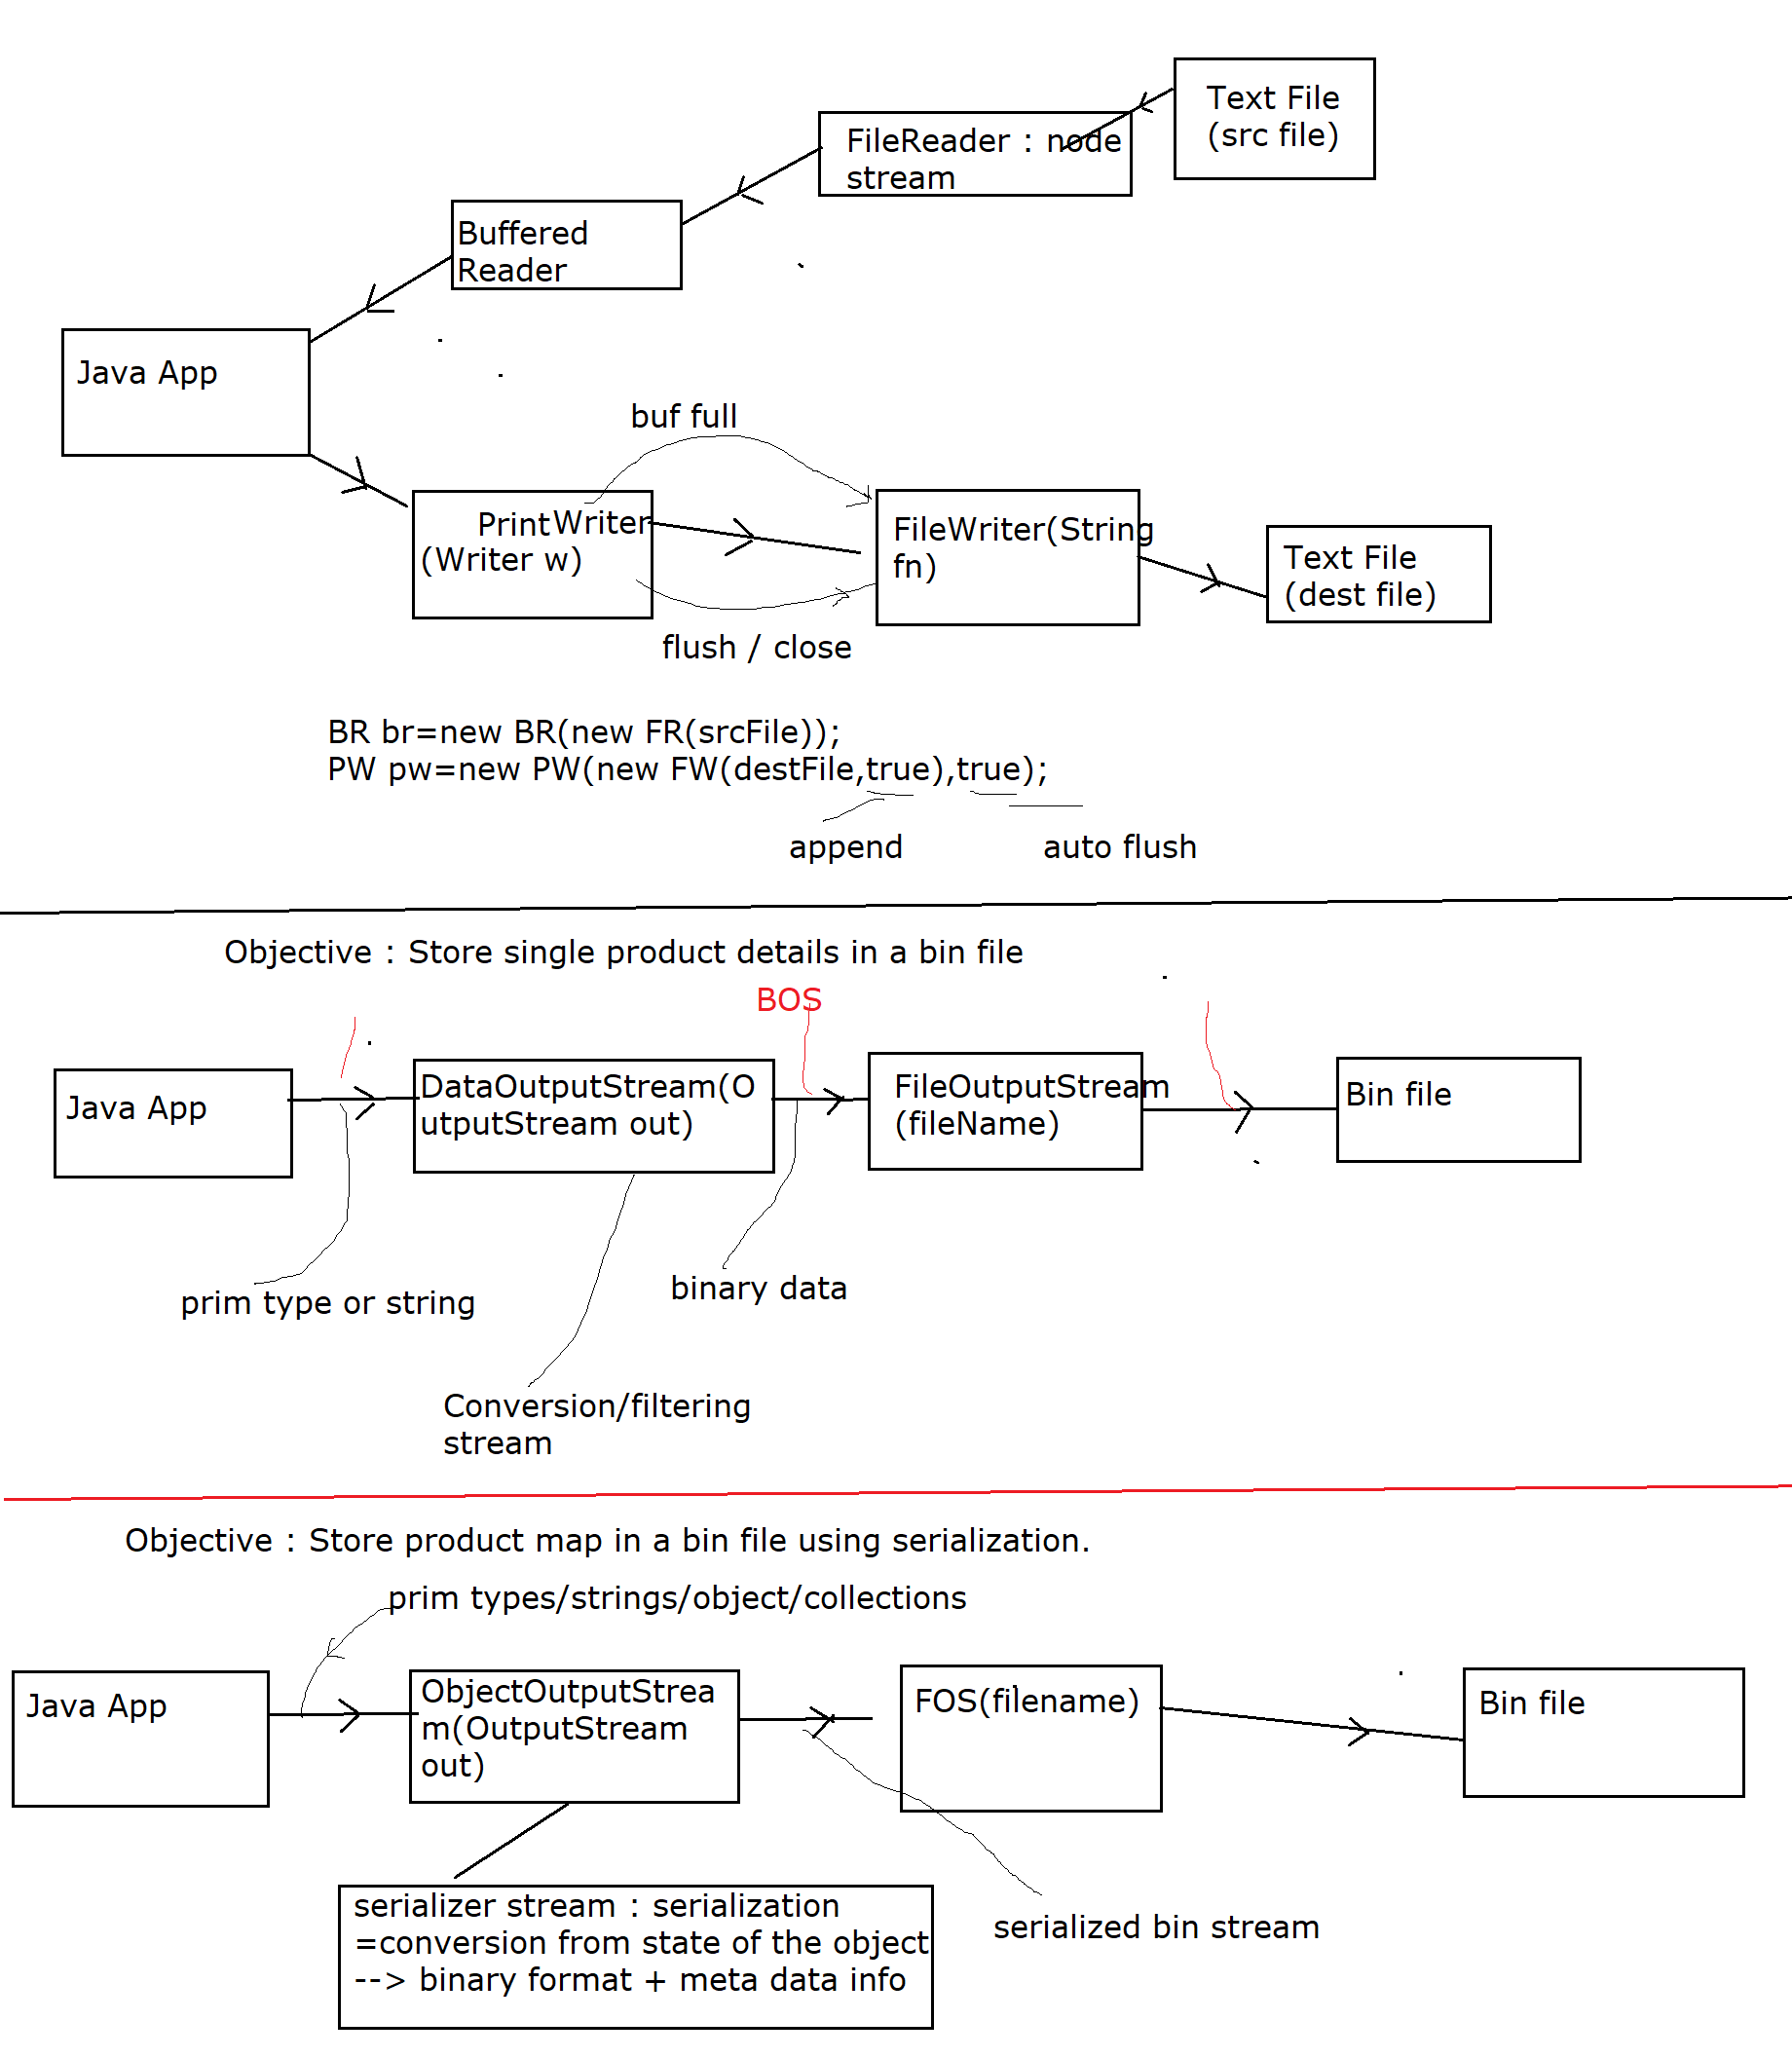 Text File
(src file)
FileReader : node
stream
Buffered
Reader
Java App
buf full
PrintWriter
(Writer w)
FileWriter(String
fn)
Text File
(dest file)
flush / close
BR br=new BR(new FR(srcFile));
PW pw=new PW(new FW(destFile,true),true);
append
auto flush
Objective : Store single product details in a bin file
BOS
Java App
DataOutputStream(O
utputStream out)
FileOutputStream
(fileName)
Bin file
prim type or string
binary data
Conversion/filtering
stream
Objective : Store product map in a bin file using serialization.
prim types/strings/object/collections
Java App
ObjectOutputStrea
m(OutputStream
out)
FOS(filename)
Bin file
serializer stream : serialization
=conversion from state of the object
--> binary format + meta data info
serialized bin stream